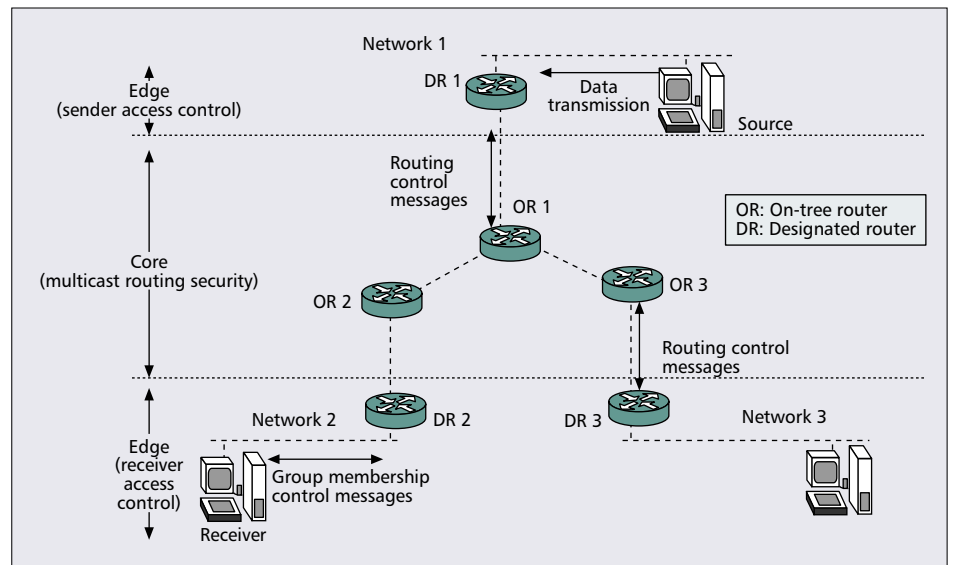 Network 1
DR 1
Edge
(sender access control)
Data
transmission
Source
Routing
control
messages
OR 1
OR: On-tree router
DR: Designated router
Core
(multicast routing security)
OR 2
OR 3
Routing control
messages
Network 2
DR 2
DR 3
Network 3
Edge
(receiver
access
control)
Group membership
control messages
Receiver